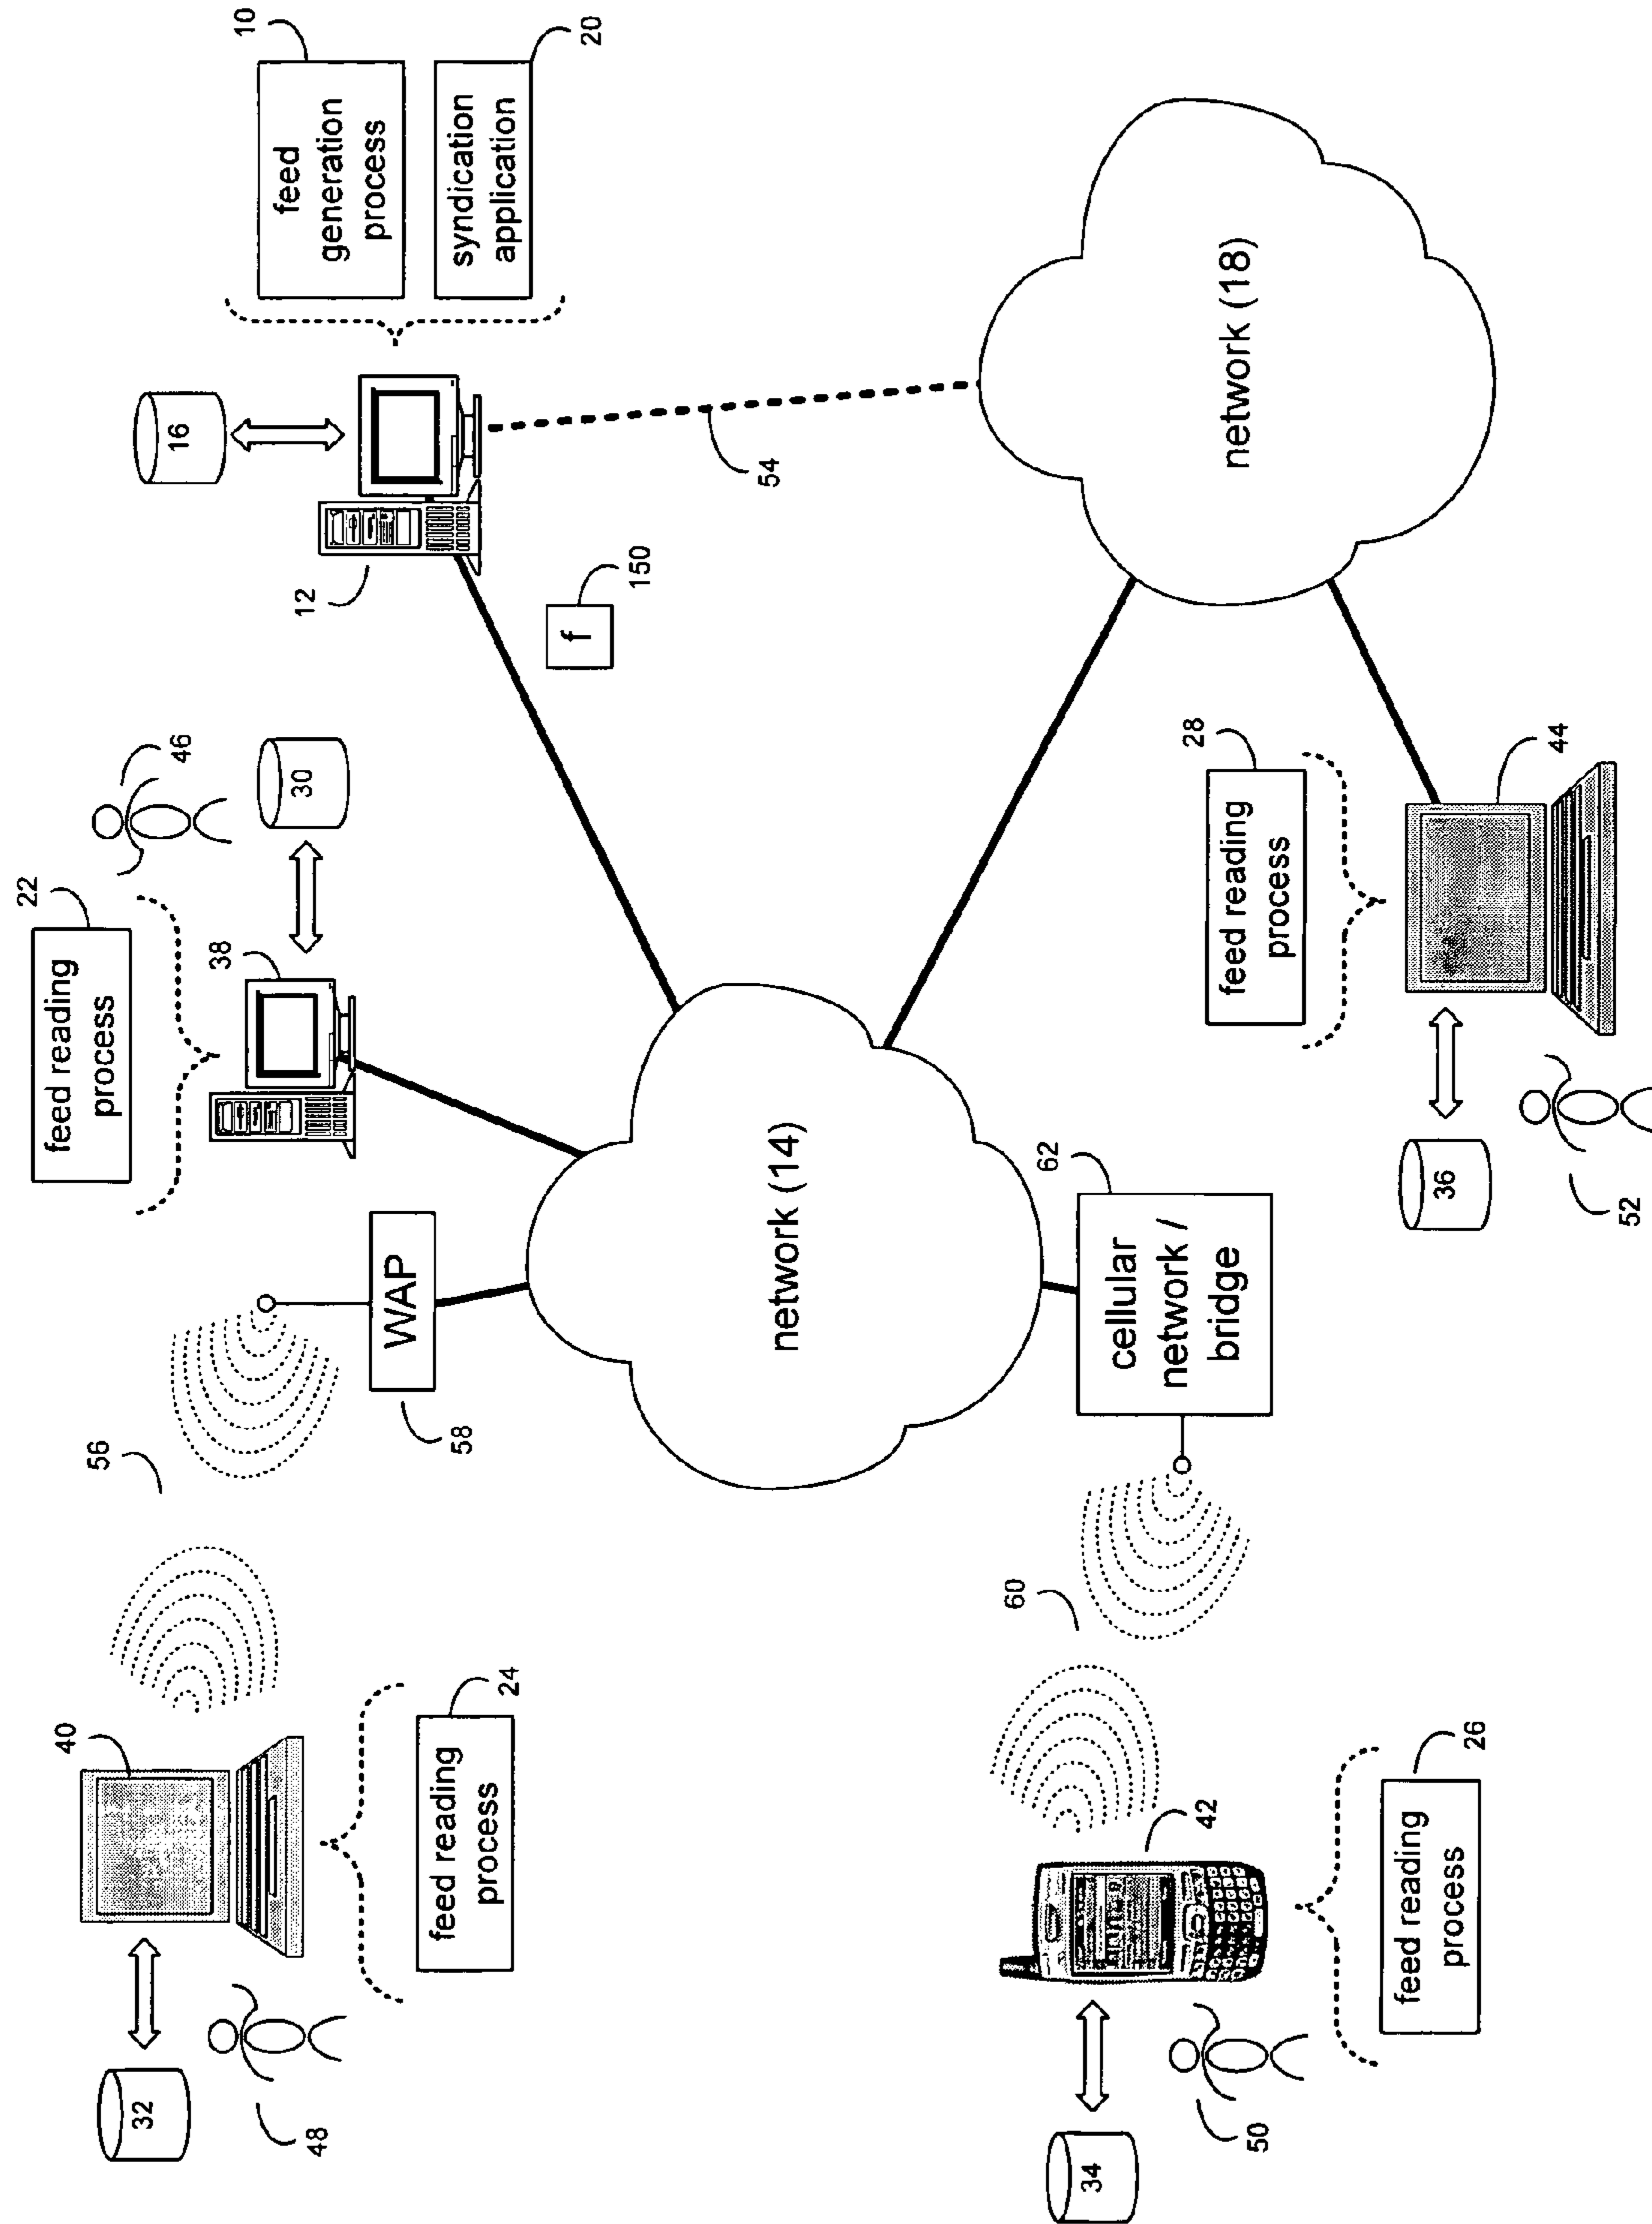 32
48
40
feed reading
process
24
56
WAP
58
feed reading
process
22
38
30
46
16
12
feed
generation
process
10
syndication
application
20
150
f
54
network (14)
34
50
42
feed reading
process
26
60
cellular
network /
bridge
62
network (18)
feed reading
process
28
36
52
44